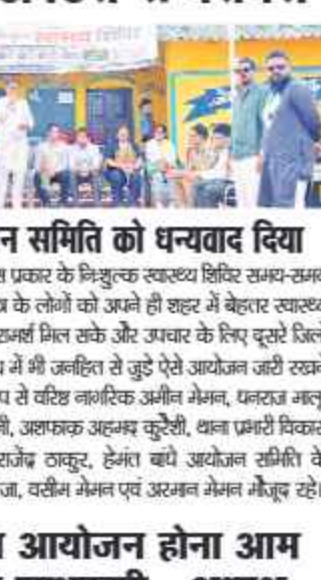 स्वास्थ्य शिविर
न समिति को धन्यवाद दिया
स प्रकार के निःशुल्क स्वास्थ्य शिविर समय-समय
त्र के लोगों को अपने ही शहर में बेहतर स्वास्थ्य
रामर्श मिल सके और उपचार के लिए दूसरे जिले
में भी जनहित से जुड़े ऐसे आयोजन जारी रखने
प से वरिष्ठ नागरिक अमीन मेमन, धनराज मालू
नी, अशफाक़ अहमद कुरैशी, थाना प्रभारी विकास
राजेंद्र ठाकुर, हेमंत बांधे आयोजन समिति के
जा, वसीम मेमन एवं अरमान मेमन मौजूद रहे।
आयोजन होना आम